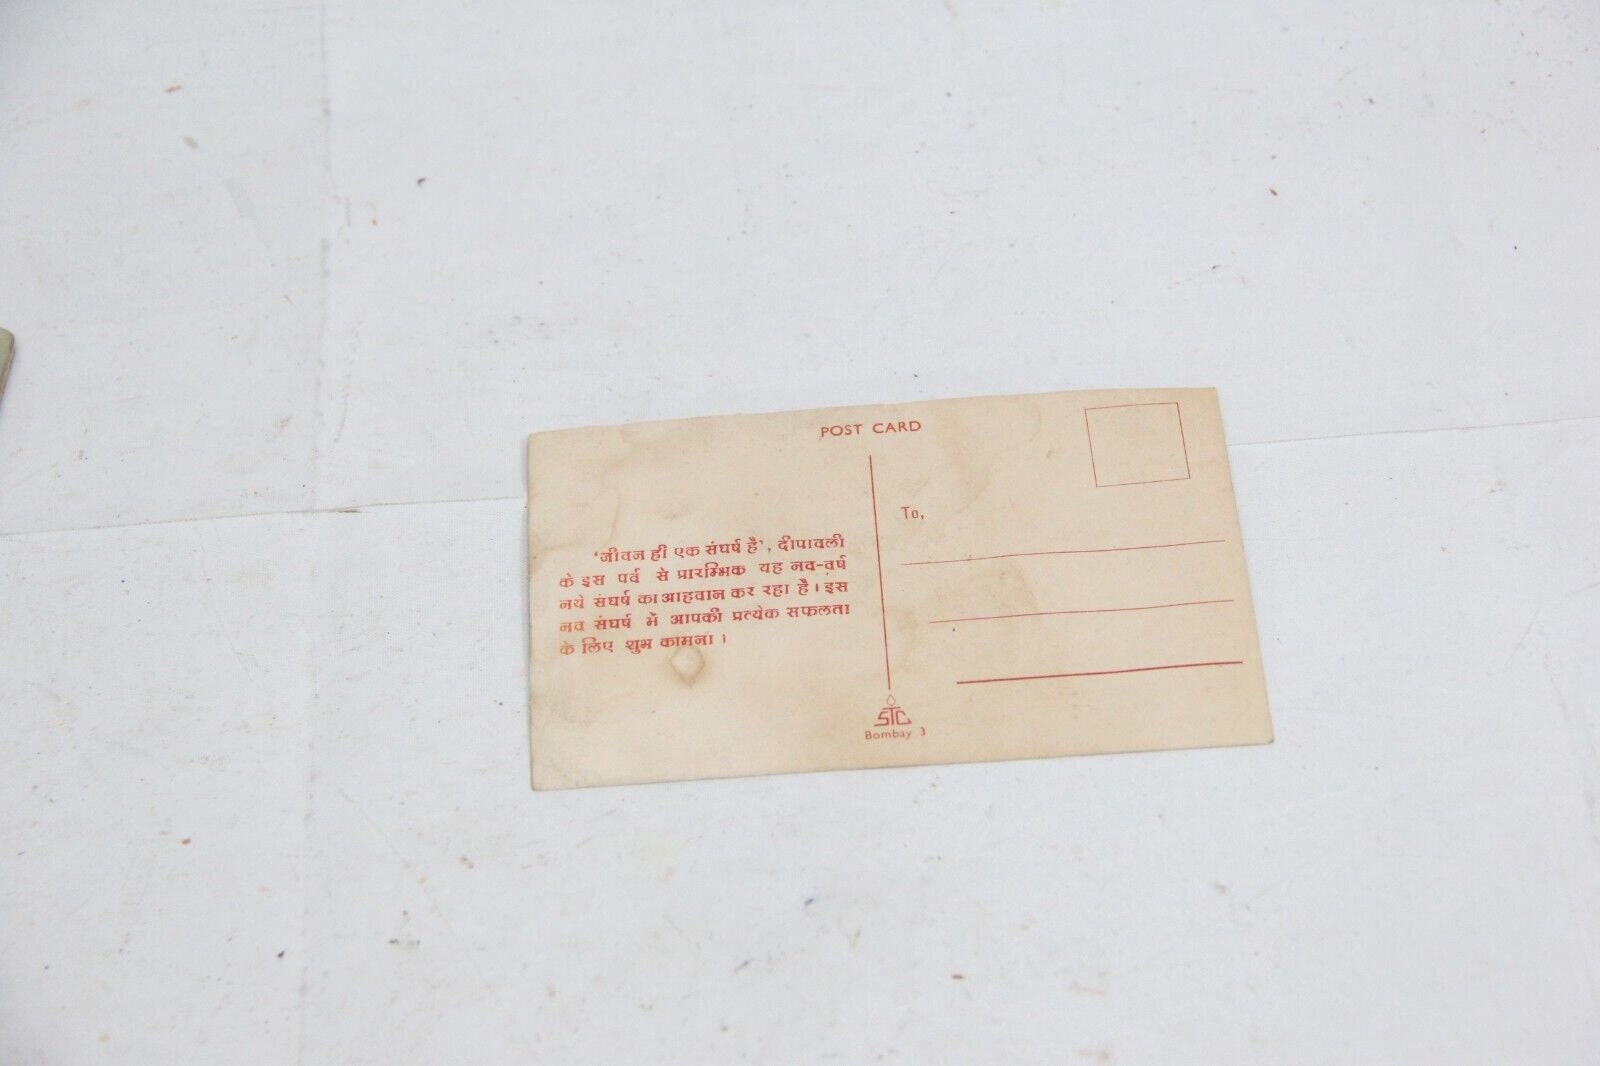 POST CARD
'जीवन ही एक संघर्ष है', दीपावली
के इस पर्व से प्रारम्भिक यह नव-वर्ष
नये संघर्ष का आहवान कर रहा है। इस
नव संघर्ष में आपकी प्रत्येक सफलता
के लिए शुभ कामना।
To,
STC
Bombay 3